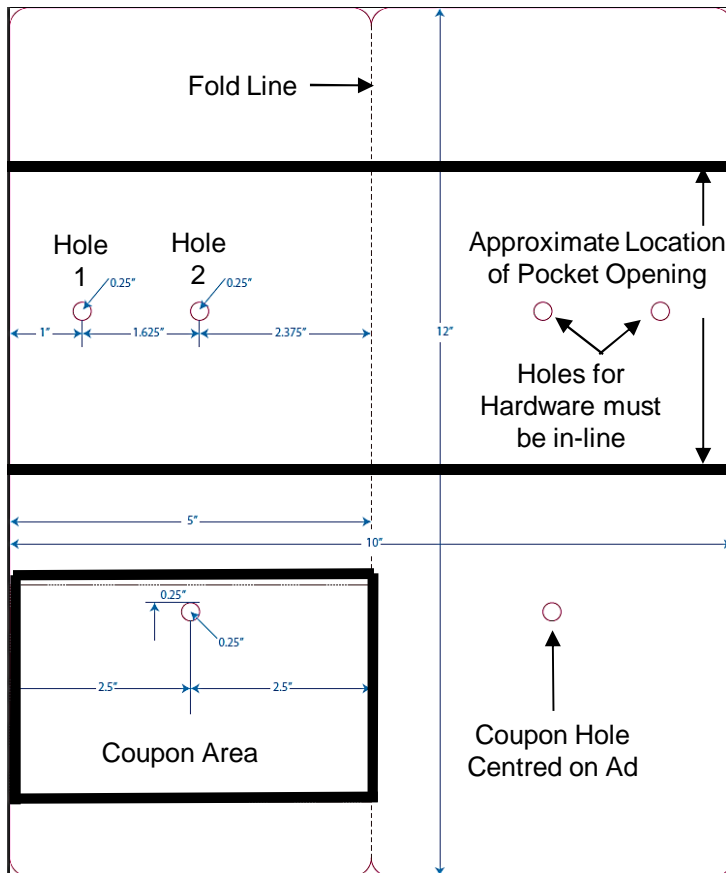 Fold Line
Hole
1
Hole
2
0.25"
0.25"
Approximate Location
of Pocket Opening
1"
1.625"
2.375"
12"
Holes for
Hardware must
be in-line
5"
10"
0.25"
0.25"
2.5"
2.5"
Coupon Area
Coupon Hole
Centred on Ad